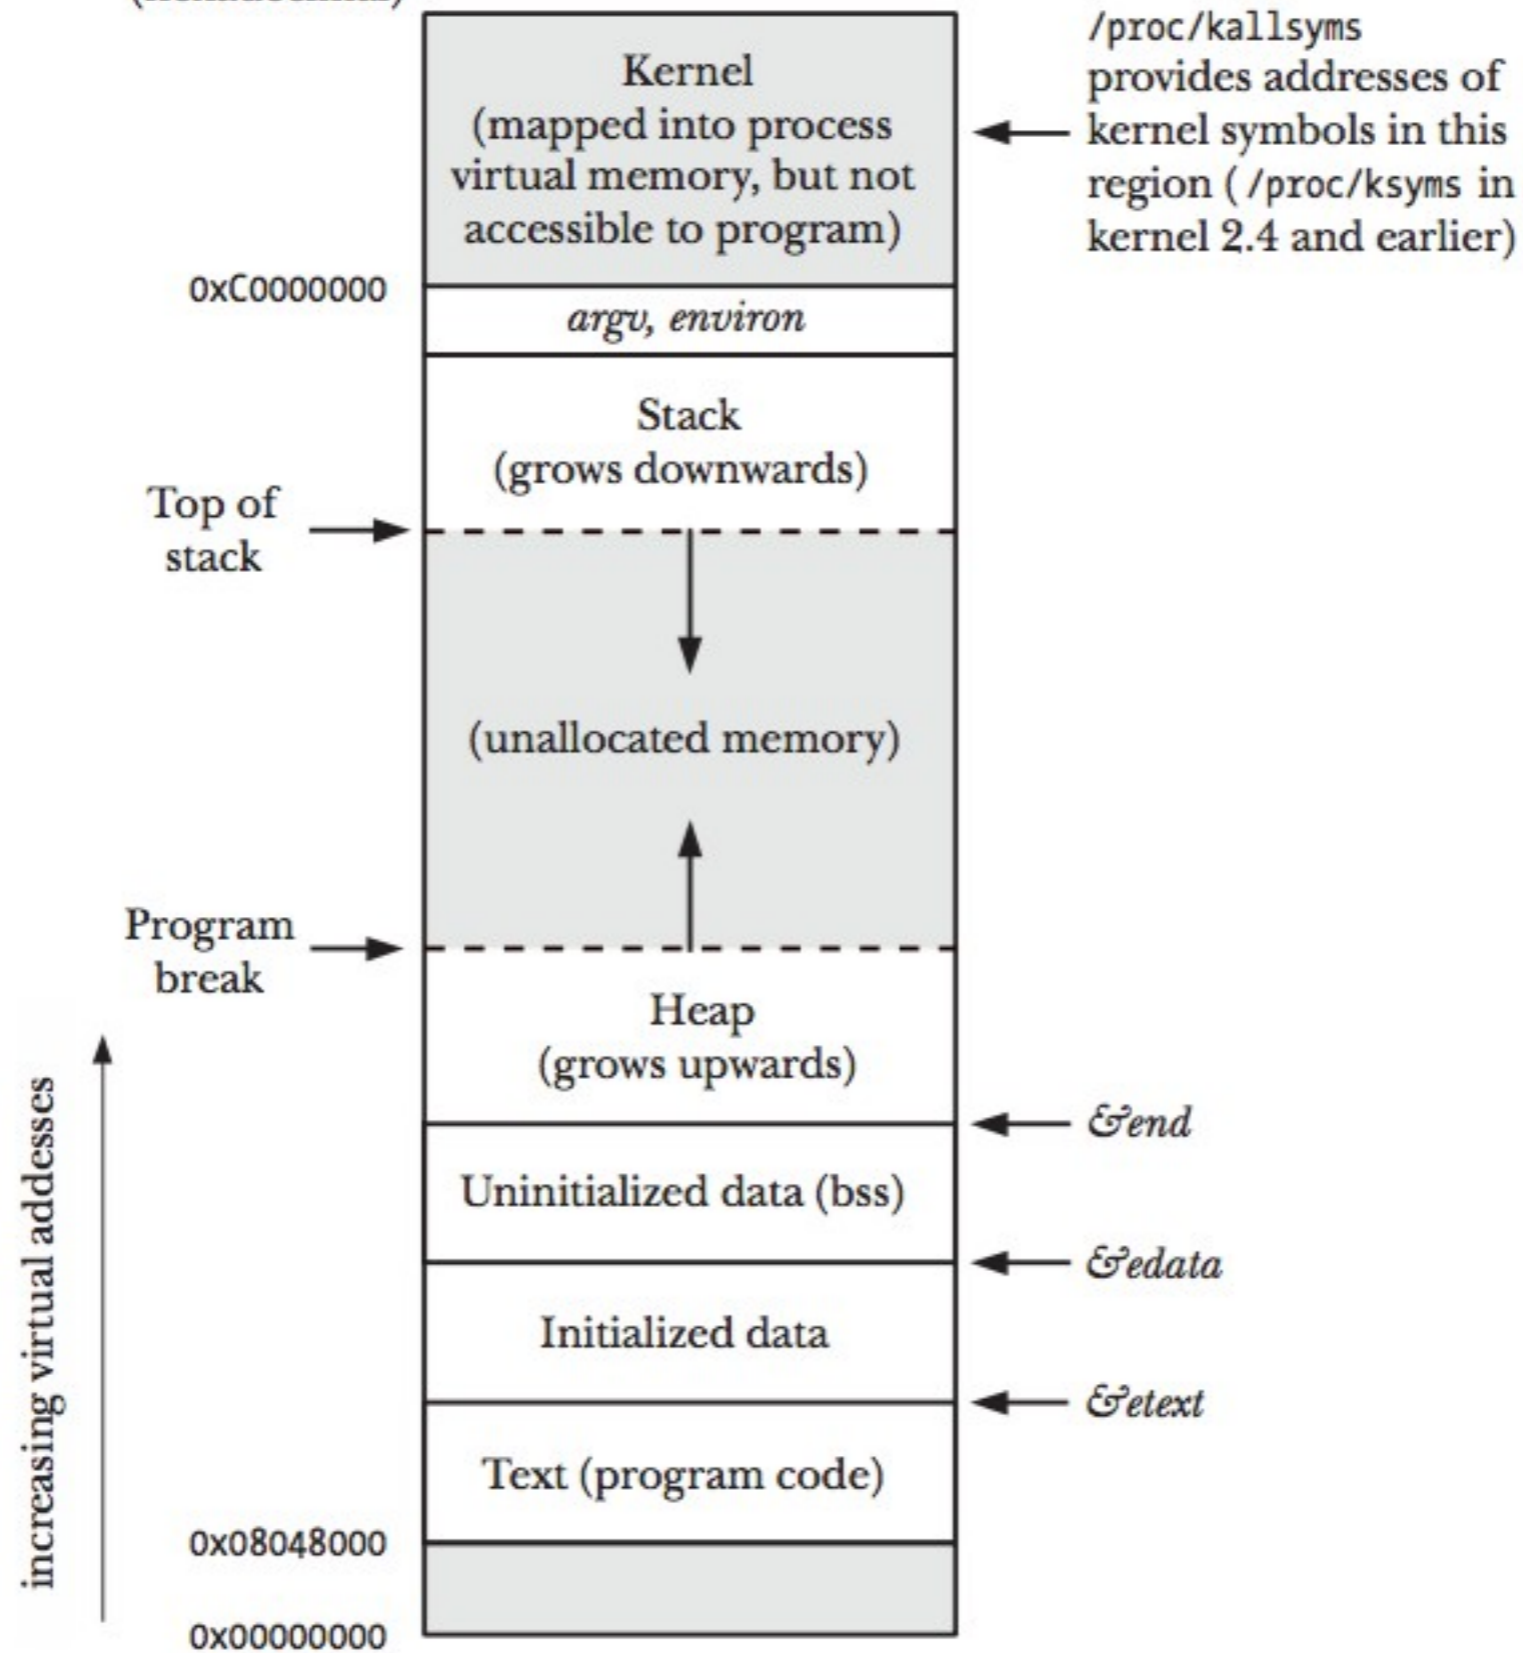 Kernel
(mapped into process
virtual memory, but not
accessible to program)
/proc/kallsyms
provides addresses of
kernel symbols in this
region ( /proc/ksyms in
kernel 2.4 and earlier)
0xC0000000
argv, environ
Stack
(grows downwards)
Top of
stack
(unallocated memory)
Program
break
Heap
(grows upwards)
&end
Uninitialized data (bss)
&edata
Initialized data
&etext
Text (program code)
0x08048000
0x00000000
increasing virtual addesses